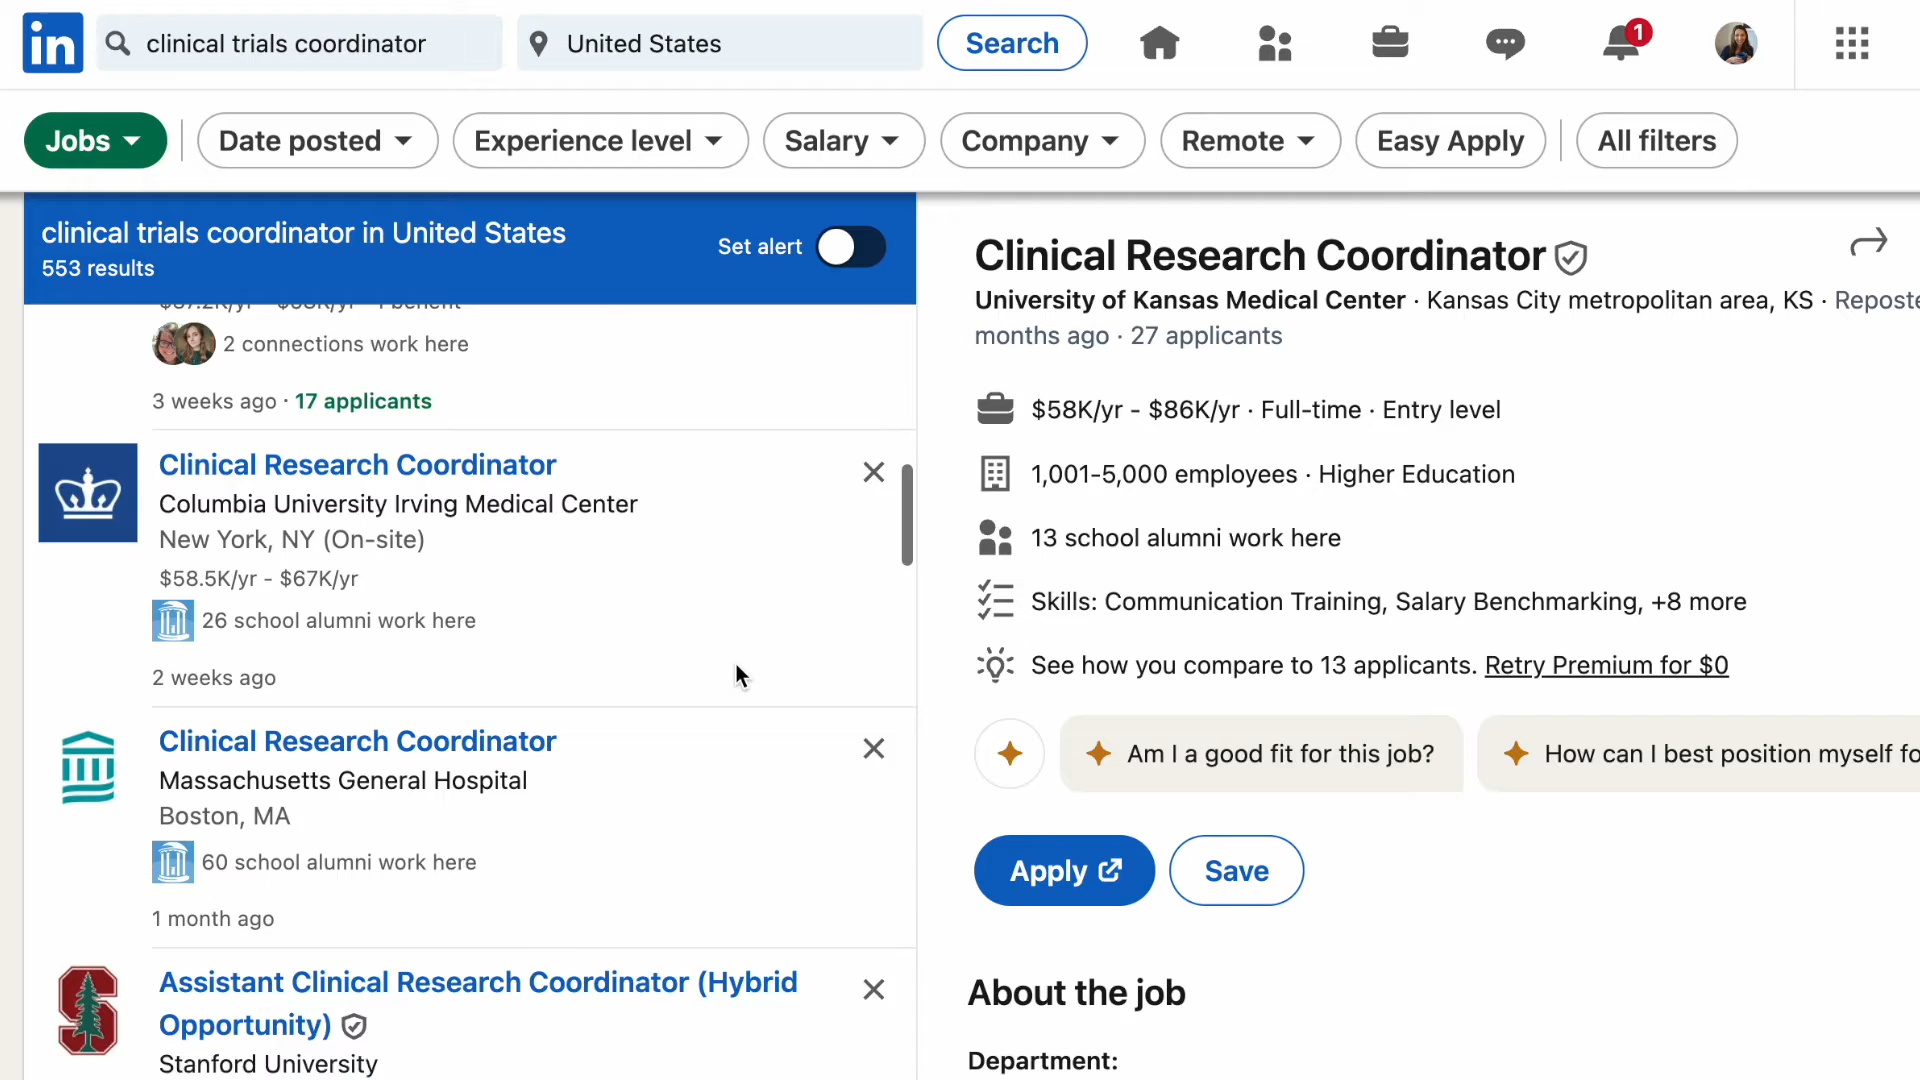 in
clinical trials coordinator
United States
Search
1
Jobs
Date posted
Experience level
Salary
Company
Remote
Easy Apply
All filters
clinical trials coordinator in United States
553 results
Set alert
2 connections work here
3 weeks ago · 17 applicants
Clinical Research Coordinator
Columbia University Irving Medical Center
New York, NY (On-site)
$58.5K/yr - $67K/yr
26 school alumni work here
2 weeks ago
Clinical Research Coordinator
Massachusetts General Hospital
Boston, MA
60 school alumni work here
1 month ago
Assistant Clinical Research Coordinator (Hybrid
Opportunity)
Stanford University
Clinical Research Coordinator
University of Kansas Medical Center · Kansas City metropolitan area, KS · Reposte
months ago · 27 applicants
$58K/yr - $86K/yr · Full-time · Entry level
1,001-5,000 employees · Higher Education
13 school alumni work here
Skills: Communication Training, Salary Benchmarking, +8 more
See how you compare to 13 applicants. Retry Premium for $0
Am I a good fit for this job?
How can I best position myself fo
Apply
Save
About the job
Department: